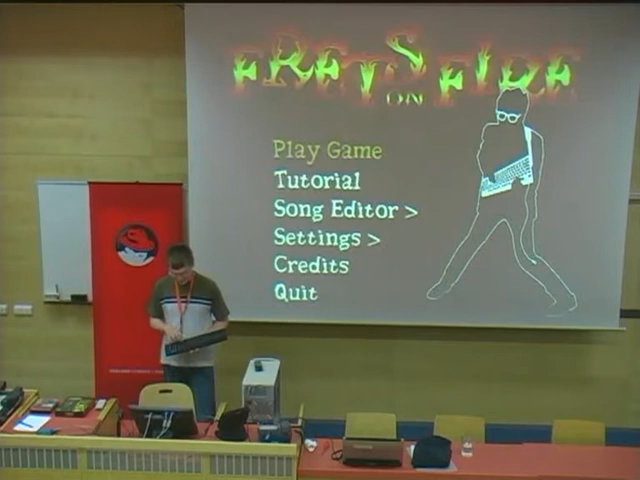 FRETS
ON FIRE
Play Game
Tutorial
Song Editor >
Settings >
Credits
Quit